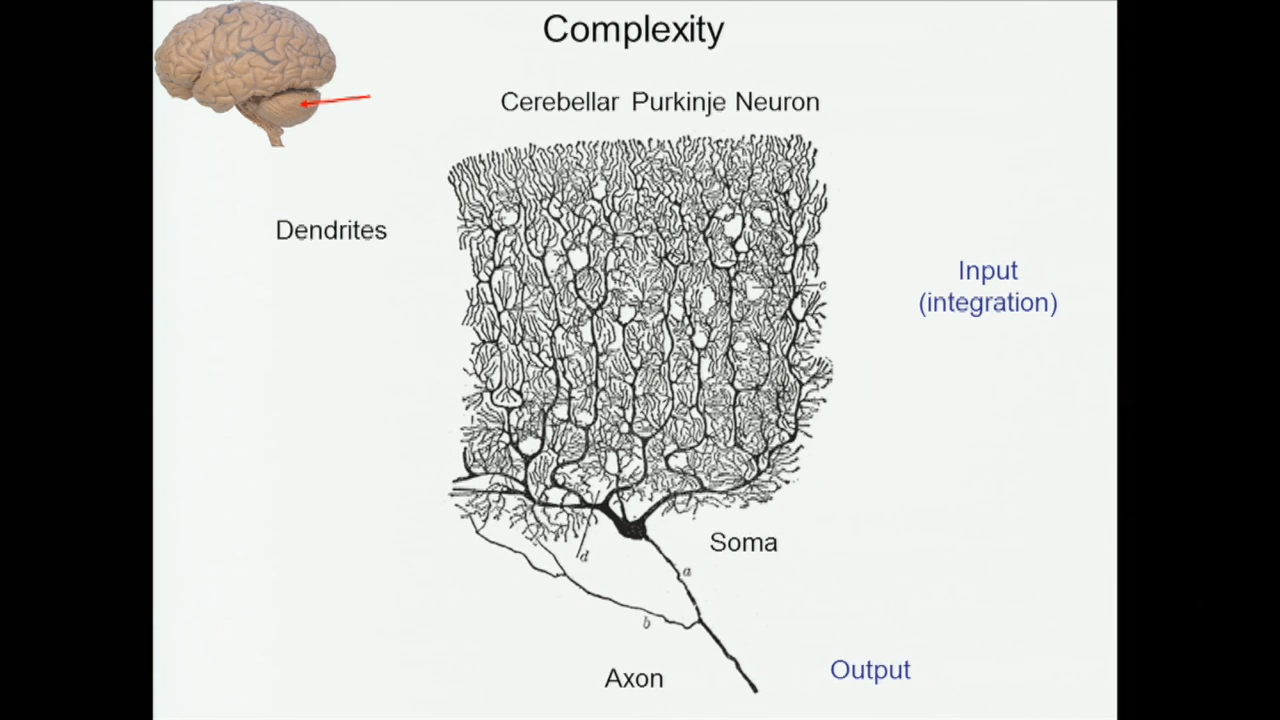 Complexity
Cerebellar Purkinje Neuron
Dendrites
Input
(integration)
c
Soma
d
a
b
Axon
Output